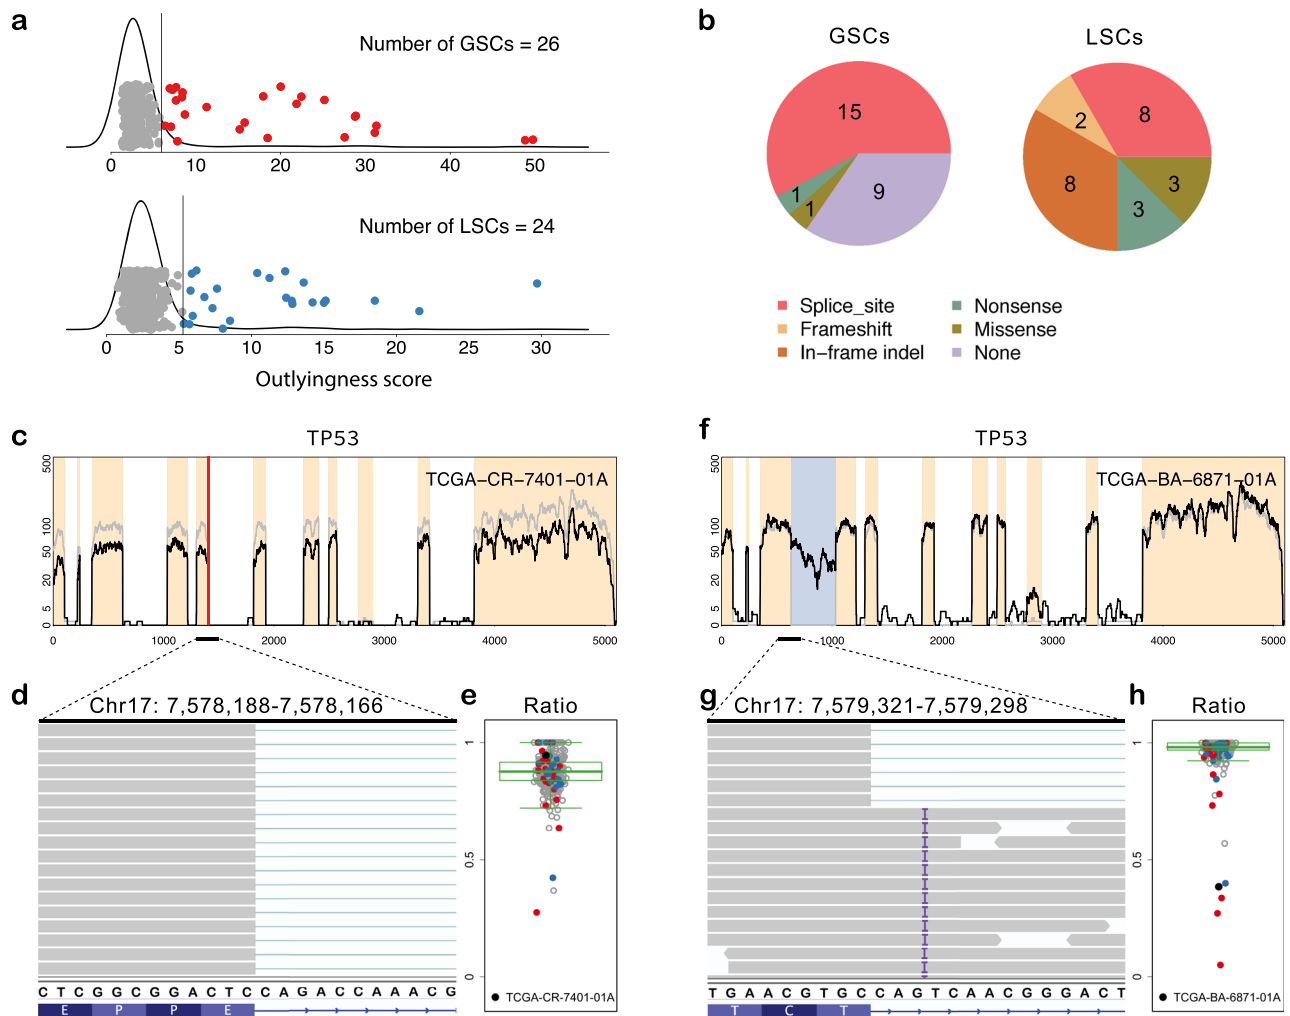 a
Number of GSCs = 26
0 10 20 30 40 50
Number of LSCs = 24
0 5 10 15 20 25 30
Outlyingness score
b
GSCs LSCs
15
1
1
9
8
2
8
3
3
Splice_site
Frameshift
In-frame indel
Nonsense
Missense
None
c
TP53
TCGA-CR-7401-01A
500
100
50
20
5
0
0 1000 2000 3000 4000 5000
f
TP53
TCGA-BA-6871-01A
500
100
50
20
5
0
0 1000 2000 3000 4000 5000
d
Chr17: 7,578,188-7,578,166
C T C G G C G G A C T C C A G A C C A A A C G
E P P E
e
Ratio
1
0.5
0
TCGA-CR-7401-01A
g
Chr17: 7,579,321-7,579,298
T G A A C G T G C C A G T C A A C G G G A C T
T C T
h
Ratio
1
0.5
0
TCGA-BA-6871-01A